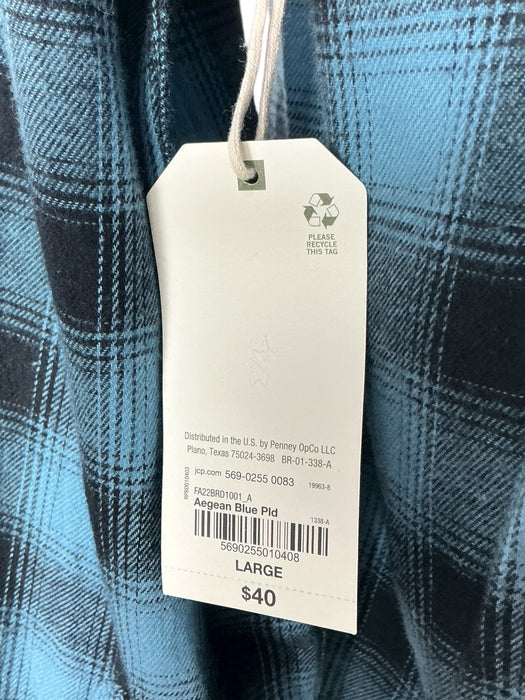 PLEASE
RECYCLE
THIS TAG
Distributed in the U.S. by Penney OpCo LLC
Plano, Texas 75024-3698 BR-01-338-A
RPBD010403
jcp.com 569-0255 0083 19963-8
FA22BRD1001_A
Aegean Blue Pld 1338-A
5690255010408
LARGE
$40